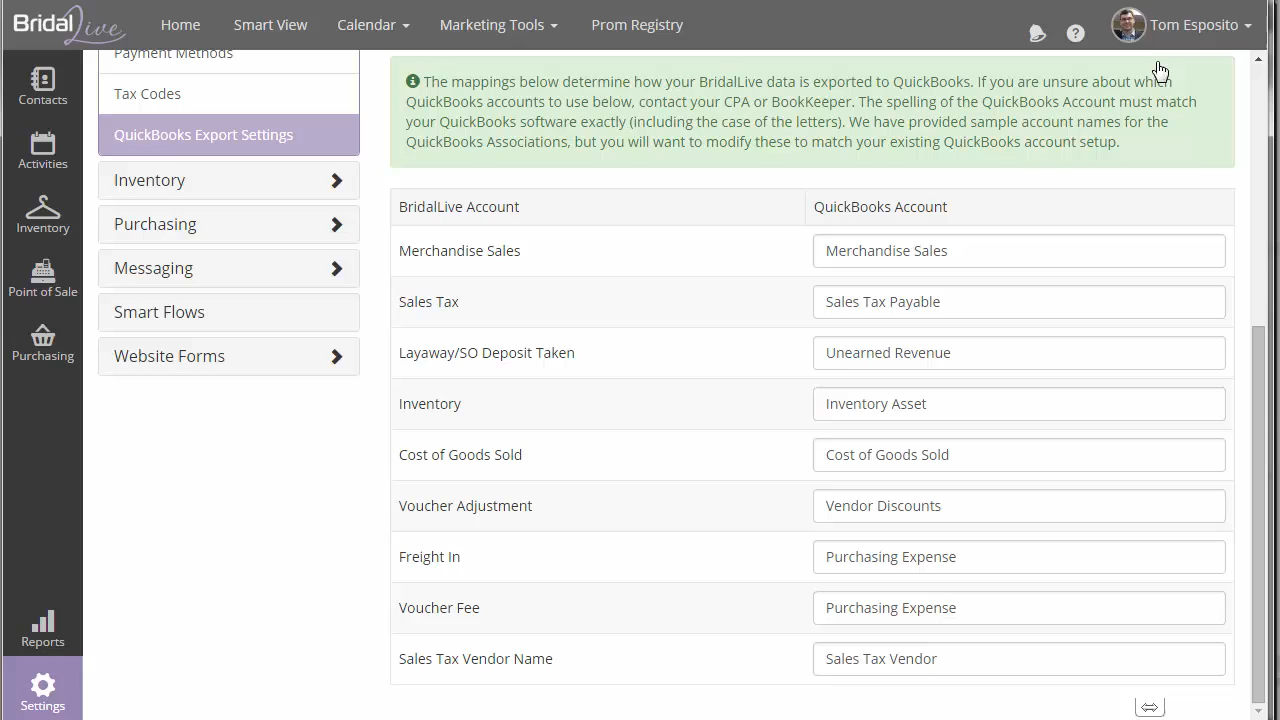 BridalLive
Home
Smart View
Calendar
Marketing Tools
Prom Registry
Tom Esposito
Contacts
Activities
Inventory
Point of Sale
Purchasing
Reports
Settings
Payment Methods
Tax Codes
QuickBooks Export Settings
Inventory
Purchasing
Messaging
Smart Flows
Website Forms
The mappings below determine how your BridalLive data is exported to QuickBooks. If you are unsure about which
QuickBooks accounts to use below, contact your CPA or BookKeeper. The spelling of the QuickBooks Account must match
your QuickBooks software exactly (including the case of the letters). We have provided sample account names for the
QuickBooks Associations, but you will want to modify these to match your existing QuickBooks account setup.
BridalLive Account QuickBooks Account
Merchandise Sales Merchandise Sales
Sales Tax Sales Tax Payable
Layaway/SO Deposit Taken Unearned Revenue
Inventory Inventory Asset
Cost of Goods Sold Cost of Goods Sold
Voucher Adjustment Vendor Discounts
Freight In Purchasing Expense
Voucher Fee Purchasing Expense
Sales Tax Vendor Name Sales Tax Vendor